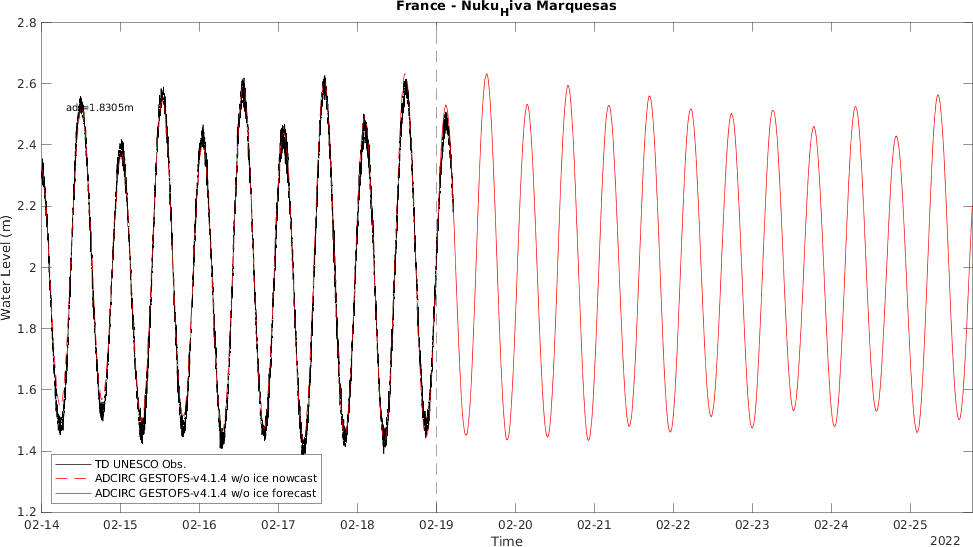 France - Nuku Hiva Marquesas
2.8
2.6
2.4
2.2
2
1.8
1.6
1.4
1.2
Water Level (m)
adj=1.8305m
TD UNESCO Obs.
ADCIRC GESTOFS-v4.1.4 w/o ice nowcast
ADCIRC GESTOFS-v4.1.4 w/o ice forecast
02-14 02-15 02-16 02-17 02-18 02-19 02-20 02-21 02-22 02-23 02-24 02-25
Time
2022